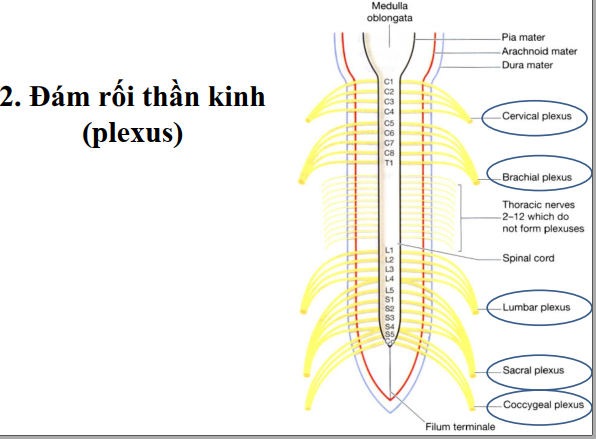 2. Đám rối thần kinh
(plexus)
Medulla
oblongata
Pia mater
Arachnoid mater
Dura mater
C1
C2
C3
C4
C5
C6
C7
C8
T1
Cervical plexus
Brachial plexus
Thoracic nerves
2–12 which do
not form plexuses
L1
L2
L3
L4
L5
S1
S2
S3
S4
S5
Spinal cord
Lumbar plexus
Sacral plexus
Coccygeal plexus
Filum terminale